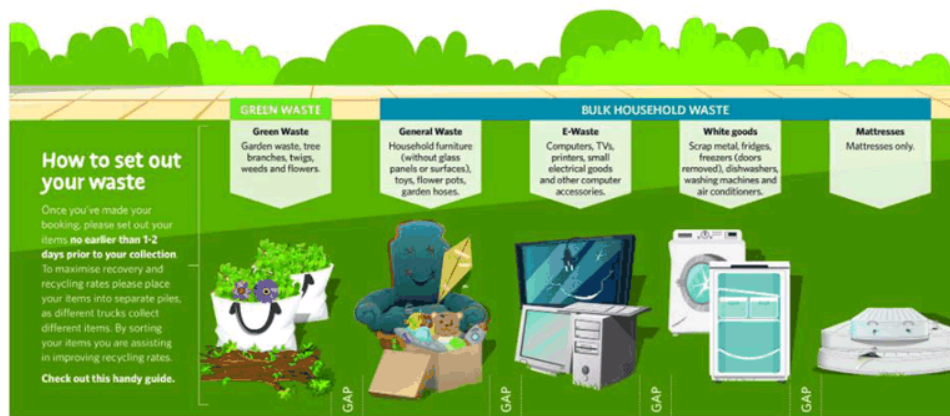 GREEN WASTE
BULK HOUSEHOLD WASTE
How to set out
your waste
Once you've made your
booking, please set out your
items no earlier than 1-2
days prior to your collection
To maximise recovery and
recycling rates please place
your items into separate piles,
as different trucks collect
different items. By sorting
your items you are assisting
in improving recycling rates.
Check out this handy guide.
Green Waste
Garden waste, tree
branches, twigs,
weeds and flowers.
General Waste
Household furniture
(without glass
panels or surfaces),
toys, flower pots,
garden hoses.
E-Waste
Computers, TVs,
printers, small
electrical goods
and other computer
accessories.
White goods
Scrap metal, fridges,
freezers (doors
removed), dishwashers,
washing machines and
air conditioners.
Mattresses
Mattresses only.
GAP
GAP
GAP
GAP